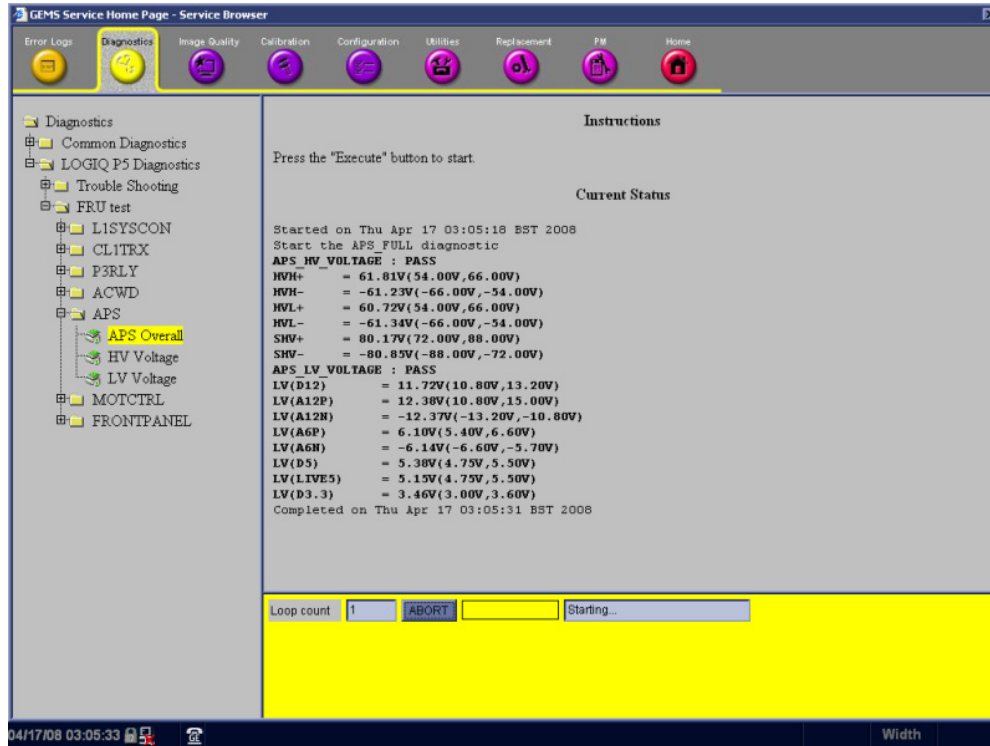 GEMS Service Home Page - Service Browser
Error Logs Diagnostics Image Quality Calibration Configuration Utilities Replacement PM Home
Diagnostics
Common Diagnostics
LOGIQ P5 Diagnostics
Trouble Shooting
FRU test
L1SYSCON
CL1TRX
P3RLY
ACWD
APS
APS Overall
HV Voltage
LV Voltage
MOTCTRL
FRONTPANEL
Instructions
Press the "Execute" button to start.
Current Status
Started on Thu Apr 17 03:05:18 BST 2008
Start the APS_FULL diagnostic
APS_HV_VOLTAGE : PASS
HVH+ = 61.81V(54.00V,66.00V)
HVH- = -61.23V(-66.00V,-54.00V)
HVL+ = 60.72V(54.00V,66.00V)
HVL- = -61.34V(-66.00V,-54.00V)
SHV+ = 80.17V(72.00V,88.00V)
SHV- = -80.85V(-88.00V,-72.00V)
APS_LV_VOLTAGE : PASS
LV(D12) = 11.72V(10.80V,13.20V)
LV(A12P) = 12.38V(10.80V,15.00V)
LV(A12N) = -12.37V(-13.20V,-10.80V)
LV(A6P) = 6.10V(5.40V,6.60V)
LV(A6N) = -6.14V(-6.60V,-5.70V)
LV(D5) = 5.38V(4.75V,5.50V)
LV(LIVE5) = 5.15V(4.75V,5.50V)
LV(D3.3) = 3.46V(3.00V,3.60V)
Completed on Thu Apr 17 03:05:31 BST 2008
Loop count 1 ABORT Starting...
04/17/08 03:05:33 GE Width